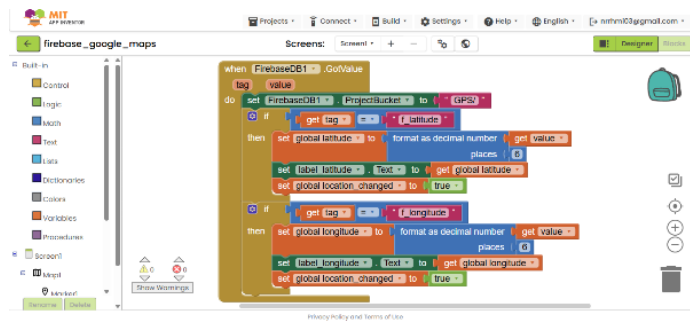 MIT
APP INVENTOR
Projects Connect Build Settings Help English nrrhmi03@gmail.com
firebase_google_maps Screens: Screen1 Designer Blocks
Built-in
Control
Logic
Math
Text
Lists
Dictionaries
Colors
Variables
Procedures
Screen1
Map1
Marker1
Rename Delete
when FirebaseDB1 .GotValue
tag value
do set FirebaseDB1 . ProjectBucket to " GPS/ "
if get tag = " f_latitude "
then set global latitude to format as decimal number get value
places 6
set label_latitude . Text to get global latitude
set global location_changed to true
if get tag = " f_longitude "
then set global longitude to format as decimal number get value
places 6
set label_longitude . Text to get global longitude
set global location_changed to true
0 0
Show Warnings
Privacy Policy and Terms of Use